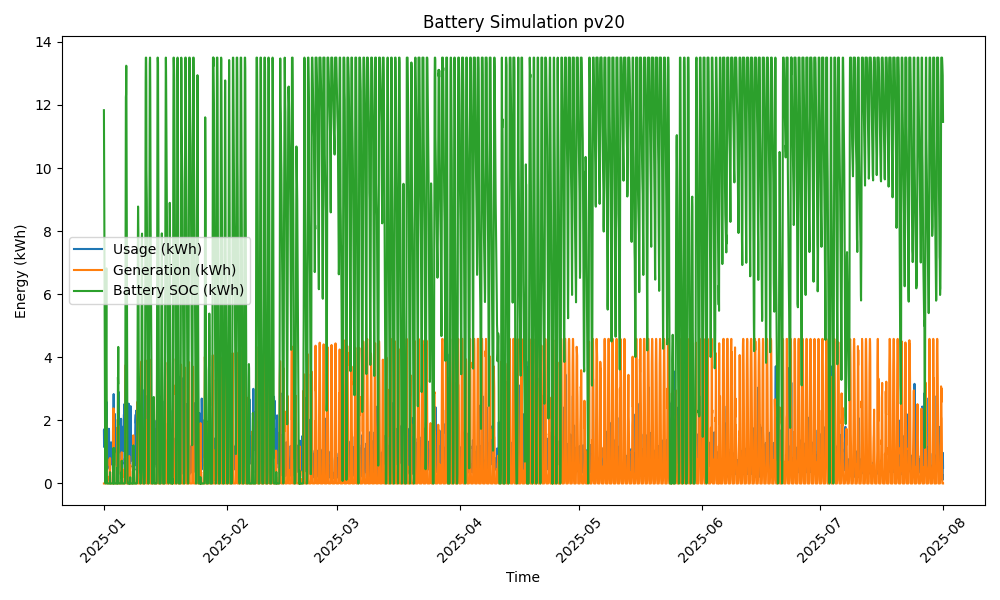 Battery Simulation pv20
Energy (kWh)
14
12
10
8
6
4
2
0
Usage (kWh)
Generation (kWh)
Battery SOC (kWh)
2025-01
2025-02
2025-03
2025-04
2025-05
2025-06
2025-07
2025-08
Time